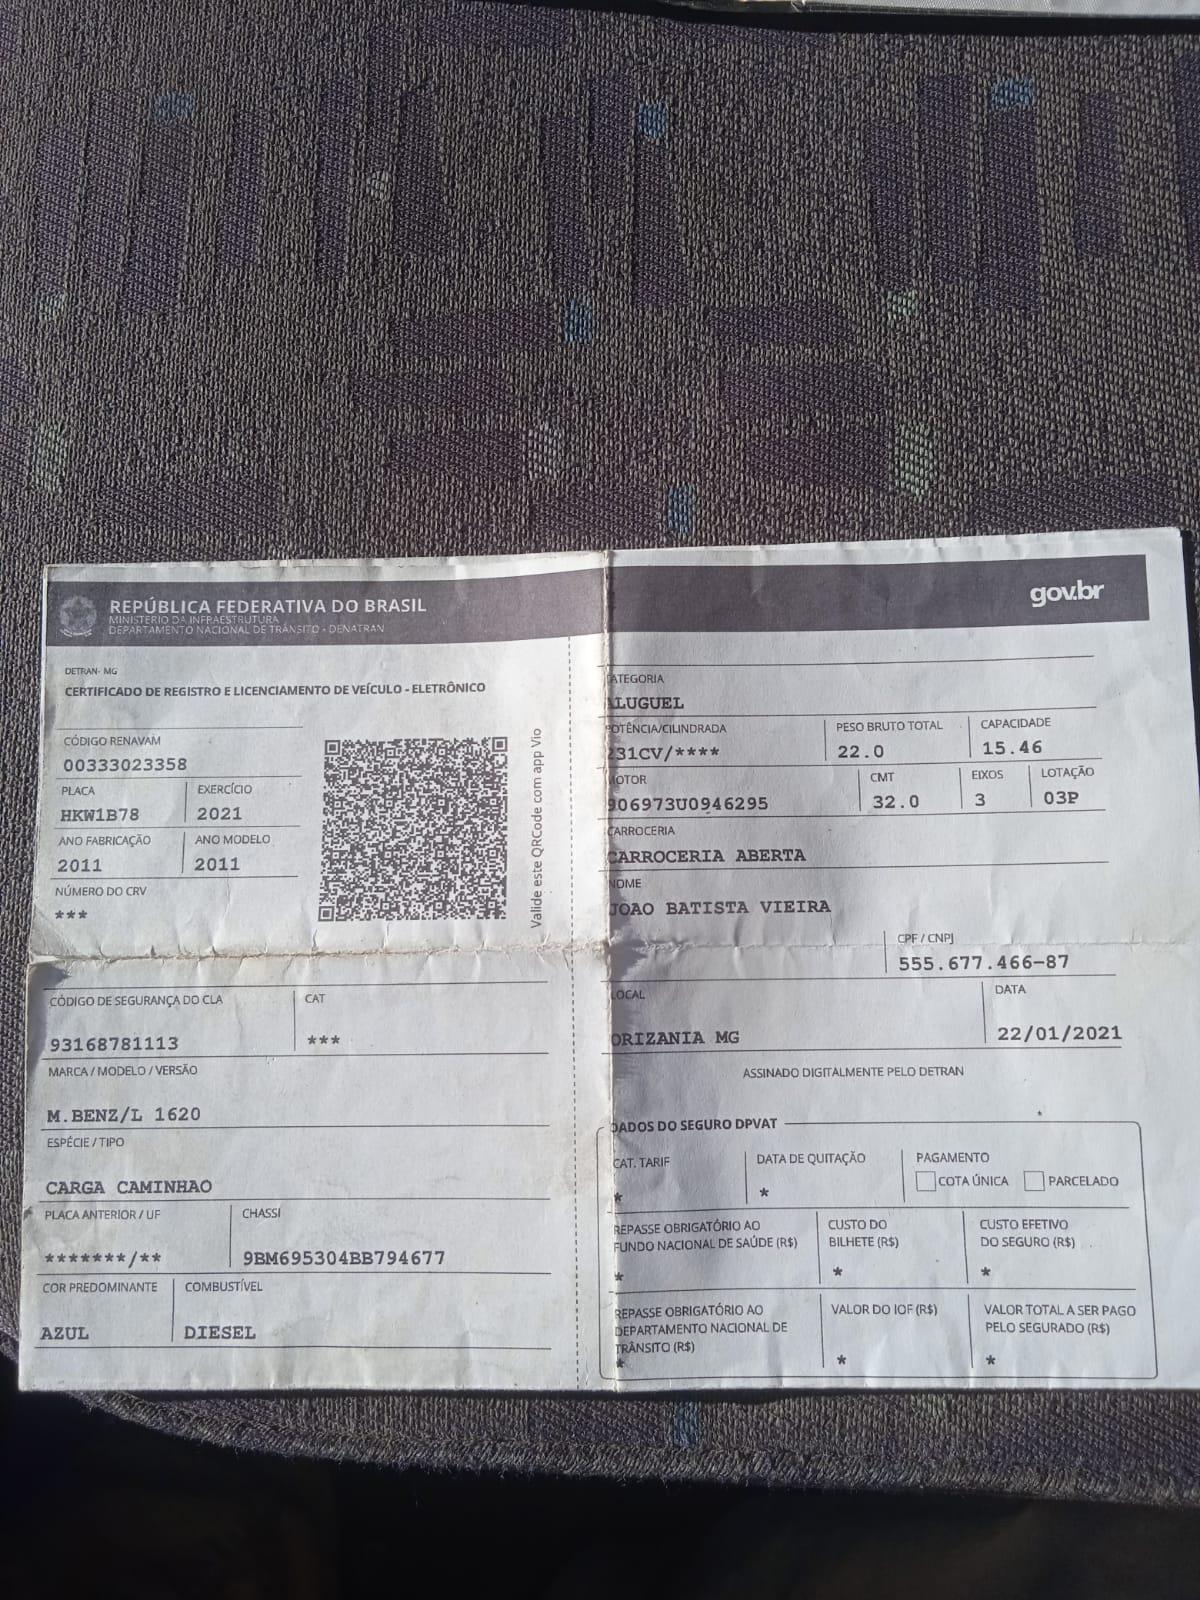 REPÚBLICA FEDERATIVA DO BRASIL
MINISTÉRIO DA INFRAESTRUTURA
DEPARTAMENTO NACIONAL DE TRÂNSITO - DENATRAN
gov.br
DETRAN- MG
CERTIFICADO DE REGISTRO E LICENCIAMENTO DE VEÍCULO - ELETRÔNICO
CÓDIGO RENAVAM
00333023358
PLACA EXERCÍCIO
HKW1B78 2021
ANO FABRICAÇÃO ANO MODELO
2011 2011
NÚMERO DO CRV
***
Valide este QRCode com app Vio
CÓDIGO DE SEGURANÇA DO CLA CAT
93168781113 ***
MARCA / MODELO / VERSÃO
M.BENZ/L 1620
ESPÉCIE / TIPO
CARGA CAMINHAO
PLACA ANTERIOR / UF CHASSI
*******/** 9BM695304BB794677
COR PREDOMINANTE COMBUSTÍVEL
AZUL DIESEL
CATEGORIA
ALUGUEL
POTÊNCIA/CILINDRADA PESO BRUTO TOTAL CAPACIDADE
231CV/**** 22.0 15.46
MOTOR CMT EIXOS LOTAÇÃO
906973U0946295 32.0 3 03P
CARROCERIA
CARROCERIA ABERTA
NOME
JOAO BATISTA VIEIRA
CPF / CNPJ
555.677.466-87
LOCAL DATA
ORIZANIA MG 22/01/2021
ASSINADO DIGITALMENTE PELO DETRAN
DADOS DO SEGURO DPVAT
CAT. TARIF DATA DE QUITAÇÃO PAGAMENTO
* * COTA ÚNICA PARCELADO
REPASSE OBRIGATÓRIO AO CUSTO DO CUSTO EFETIVO
FUNDO NACIONAL DE SAÚDE (R$) BILHETE (R$) DO SEGURO (R$)
* * *
REPASSE OBRIGATÓRIO AO VALOR DO IOF (R$) VALOR TOTAL A SER PAGO
DEPARTAMENTO NACIONAL DE PELO SEGURADO (R$)
TRÂNSITO (R$)
* * *